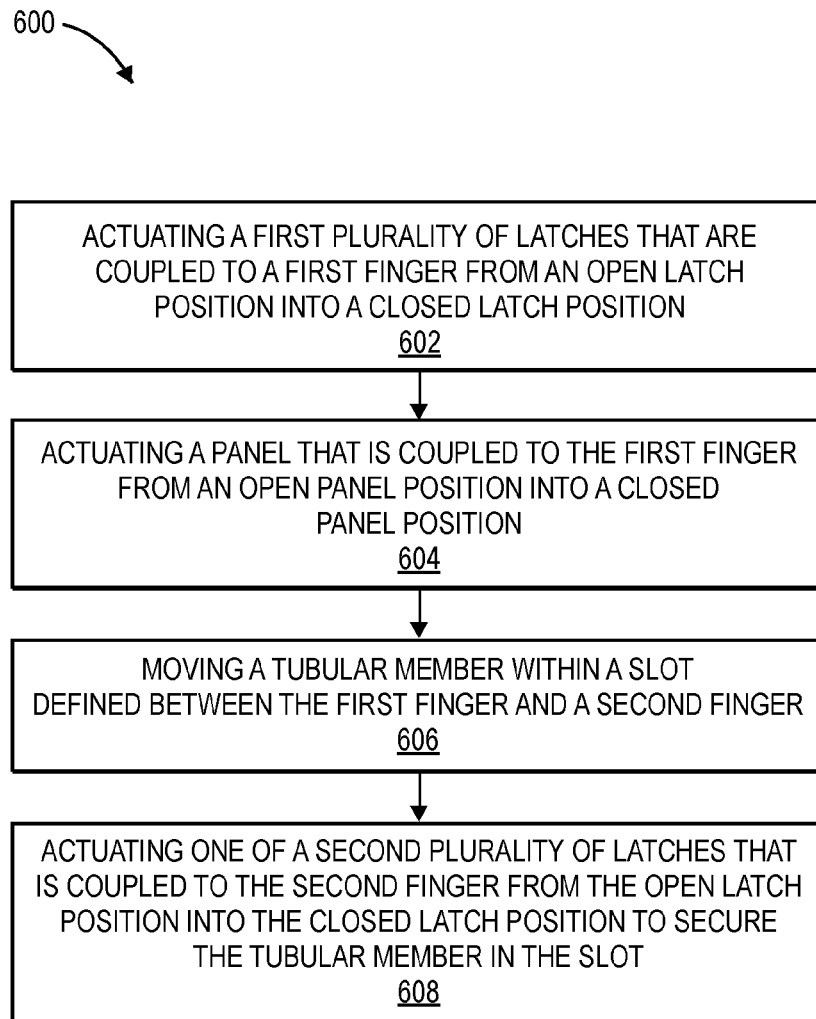 600
ACTUATING A FIRST PLURALITY OF LATCHES THAT ARE
COUPLED TO A FIRST FINGER FROM AN OPEN LATCH
POSITION INTO A CLOSED LATCH POSITION
602
ACTUATING A PANEL THAT IS COUPLED TO THE FIRST FINGER
FROM AN OPEN PANEL POSITION INTO A CLOSED
PANEL POSITION
604
MOVING A TUBULAR MEMBER WITHIN A SLOT
DEFINED BETWEEN THE FIRST FINGER AND A SECOND FINGER
606
ACTUATING ONE OF A SECOND PLURALITY OF LATCHES THAT
IS COUPLED TO THE SECOND FINGER FROM THE OPEN LATCH
POSITION INTO THE CLOSED LATCH POSITION TO SECURE
THE TUBULAR MEMBER IN THE SLOT
608